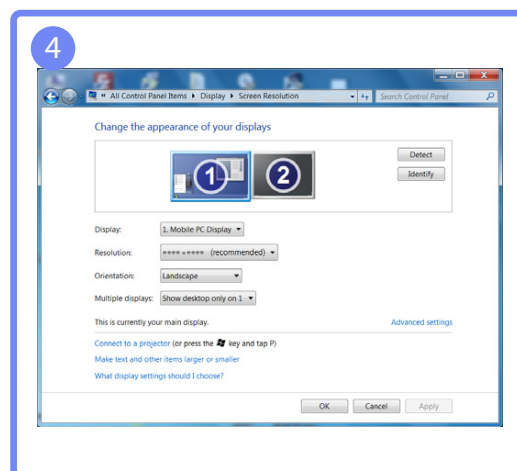 4
All Control Panel Items ▸ Display ▸ Screen Resolution
Search Control Panel
Change the appearance of your displays
1
2
Detect
Identify
Display: 1. Mobile PC Display
Resolution: **** × **** (recommended)
Orientation: Landscape
Multiple displays: Show desktop only on 1
This is currently your main display. Advanced settings
Connect to a projector (or press the key and tap P)
Make text and other items larger or smaller
What display settings should I choose?
OK Cancel Apply